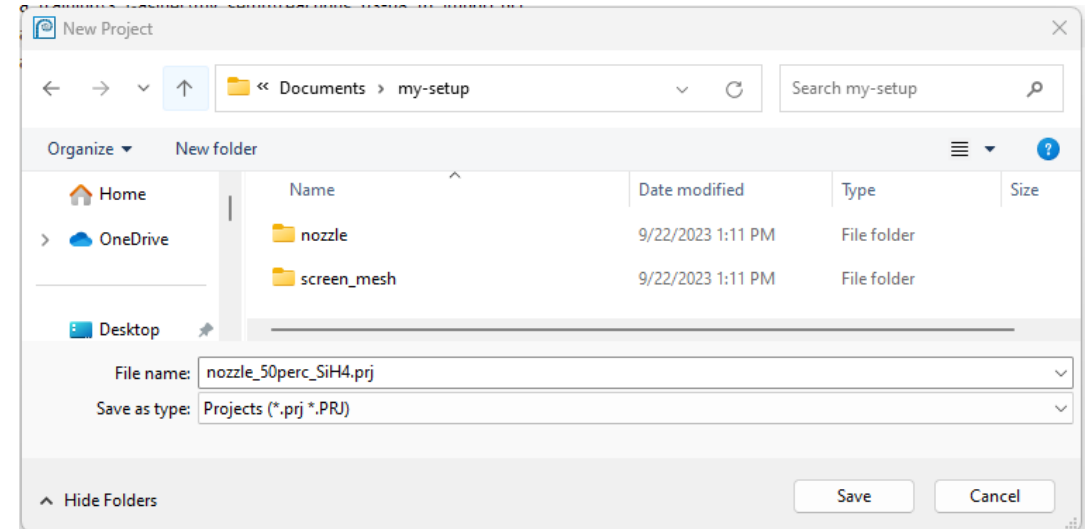 New Project
« Documents > my-setup
Search my-setup
Organize
New folder
Name
Date modified
Type
Size
Home
OneDrive
nozzle
9/22/2023 1:11 PM
File folder
screen_mesh
9/22/2023 1:11 PM
File folder
Desktop
File name:
nozzle_50perc_SiH4.prj
Save as type:
Projects (*.prj *.PRJ)
Hide Folders
Save
Cancel